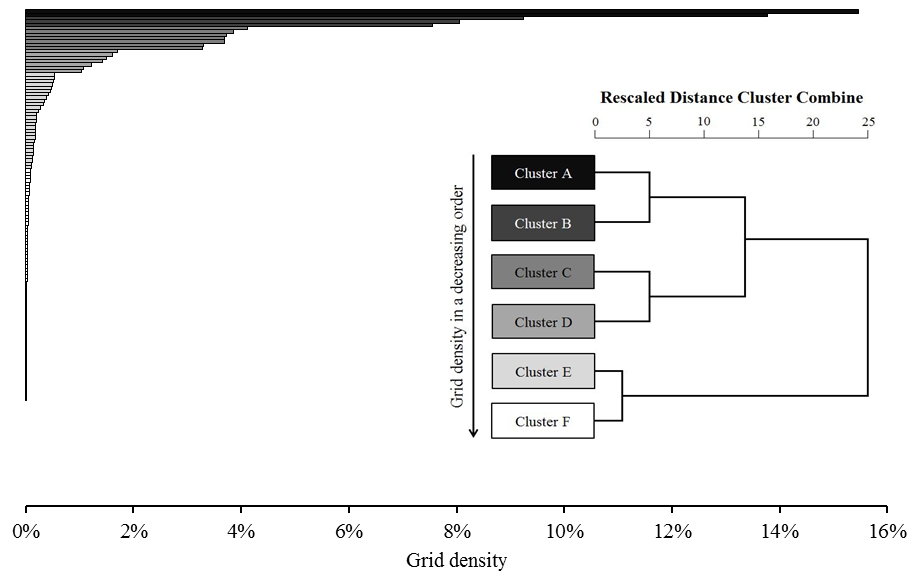 Rescaled Distance Cluster Combine
0 5 10 15 20 25
Grid density in a decreasing order
Cluster A
Cluster B
Cluster C
Cluster D
Cluster E
Cluster F
0% 2% 4% 6% 8% 10% 12% 14% 16%
Grid density